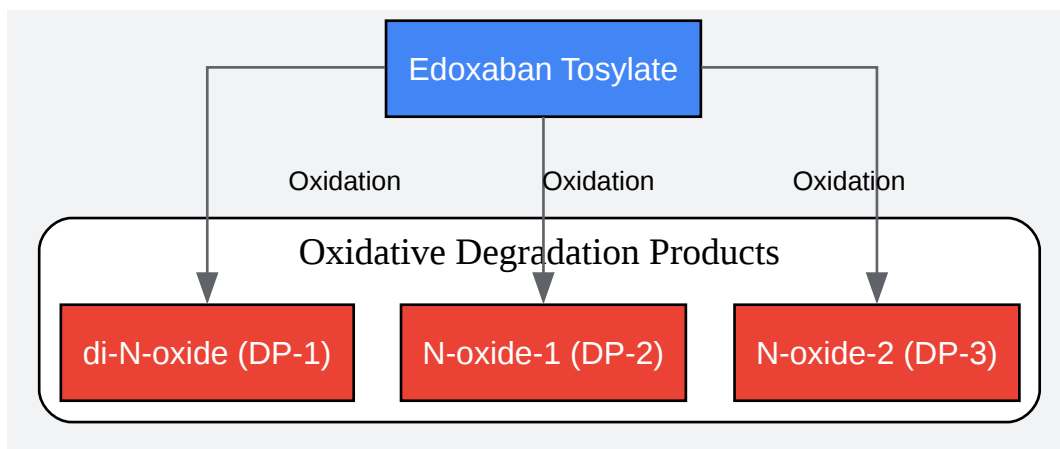 Edoxaban Tosylate
Oxidation
Oxidation
Oxidation
Oxidative Degradation Products
di-N-oxide (DP-1)
N-oxide-1 (DP-2)
N-oxide-2 (DP-3)